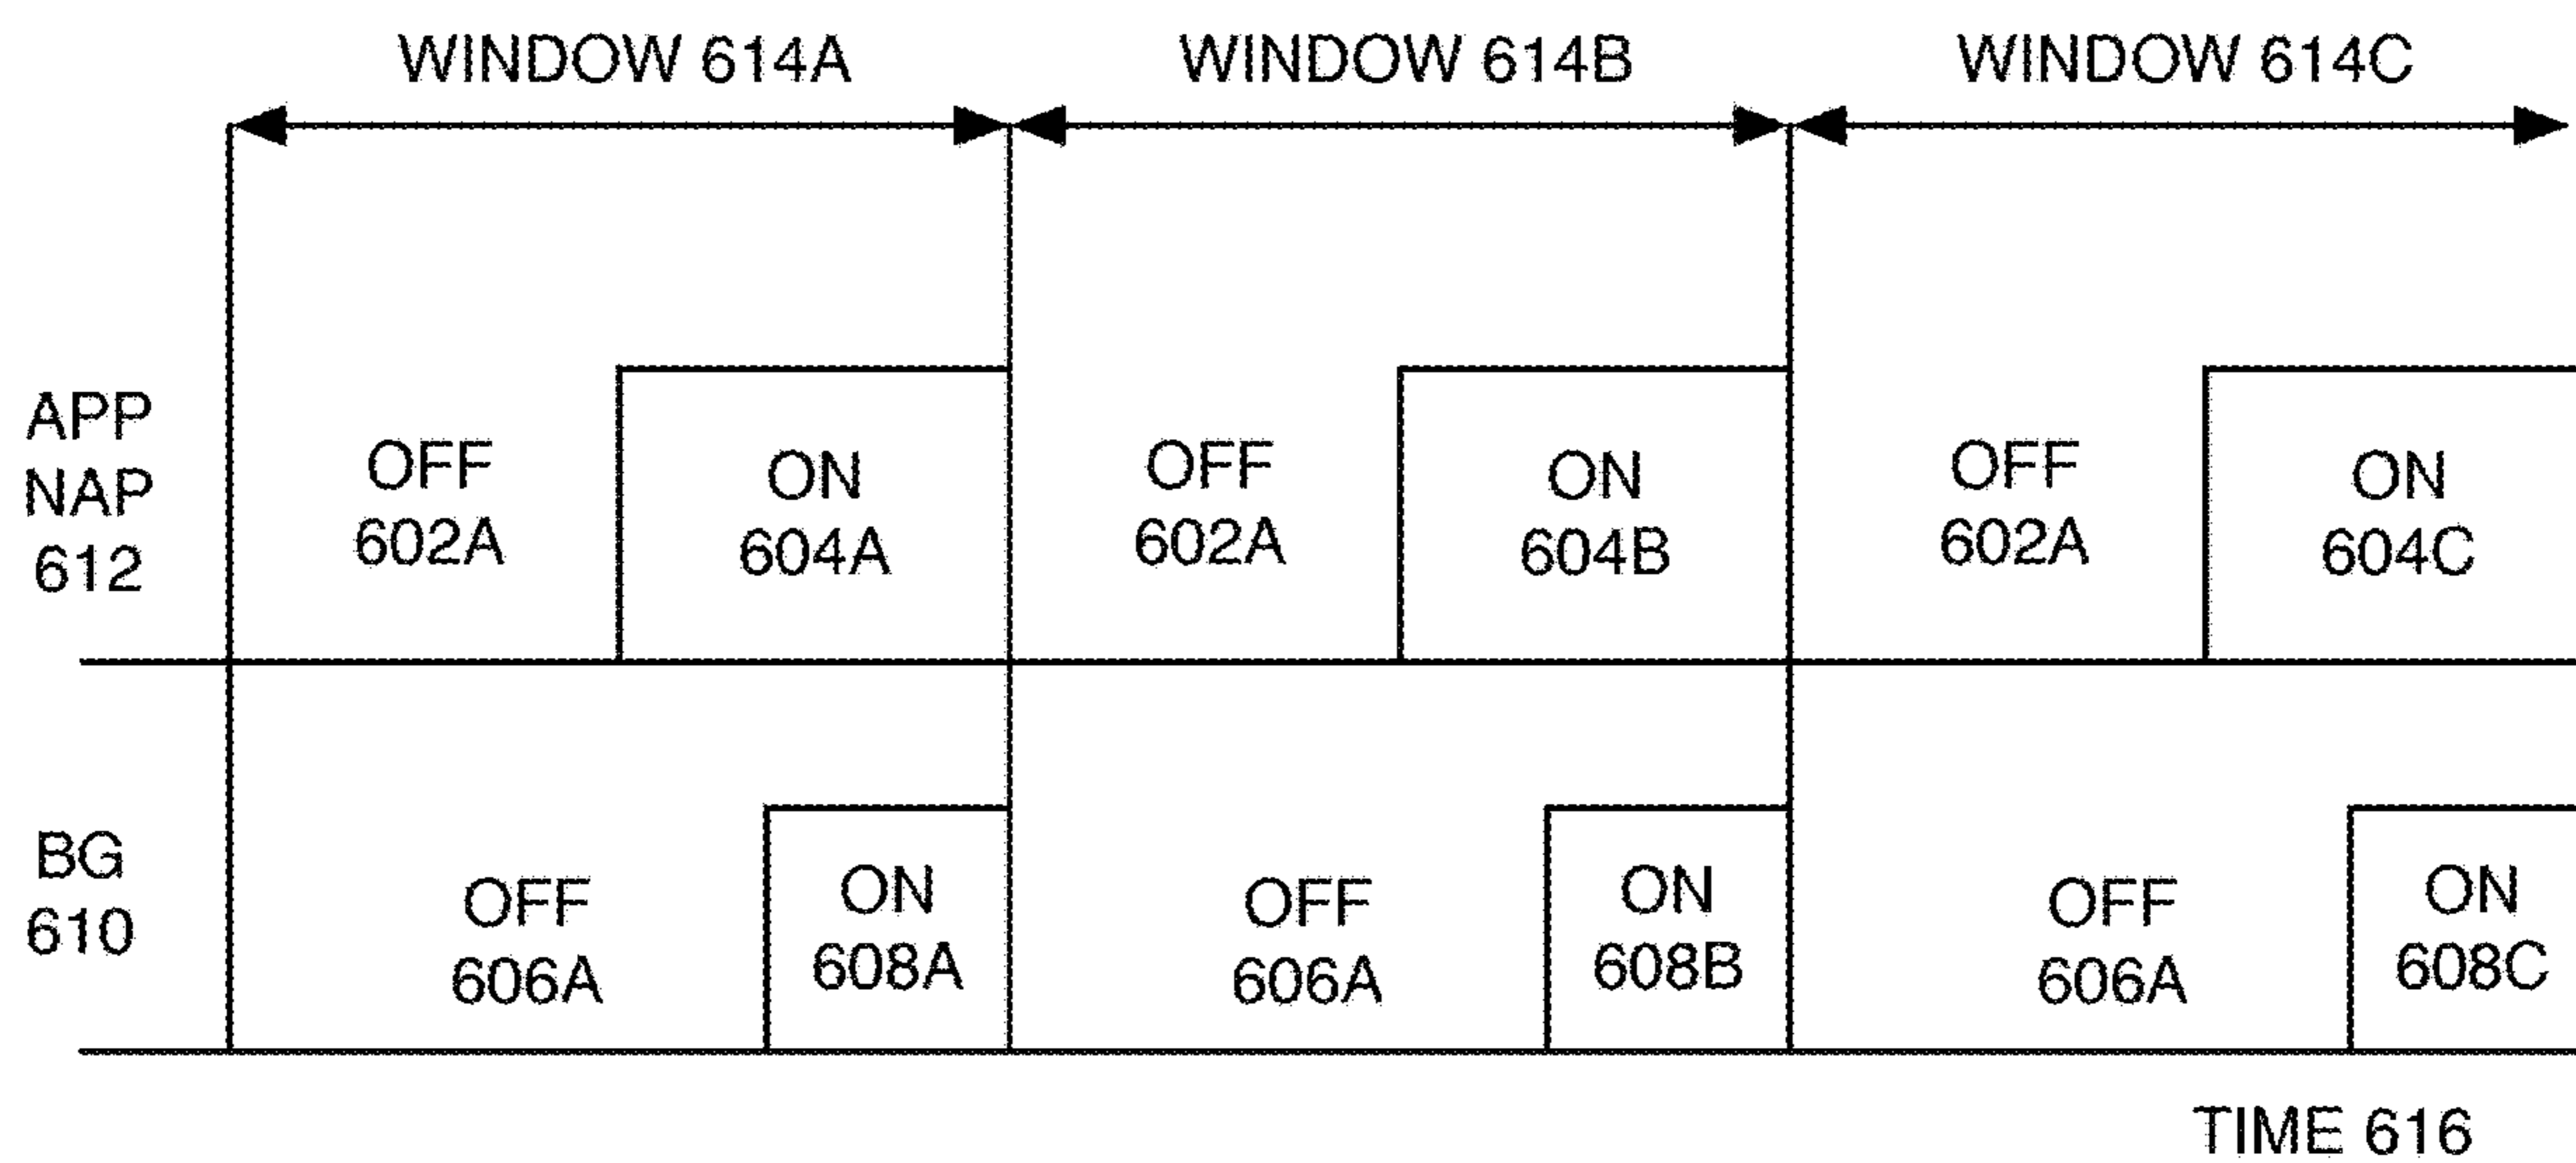 WINDOW 614A
WINDOW 614B
WINDOW 614C
APP
NAP
612
OFF
602A
ON
604A
OFF
602A
ON
604B
OFF
602A
ON
604C
BG
610
OFF
606A
ON
608A
OFF
606A
ON
608B
OFF
606A
ON
608C
TIME 616